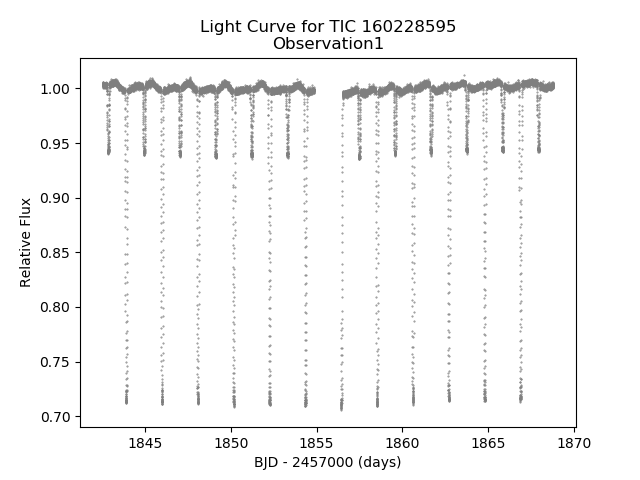 Light Curve for TIC 160228595
Observation1
1.00
0.95
0.90
0.85
0.80
0.75
0.70
Relative Flux
1845 1850 1855 1860 1865 1870
BJD - 2457000 (days)